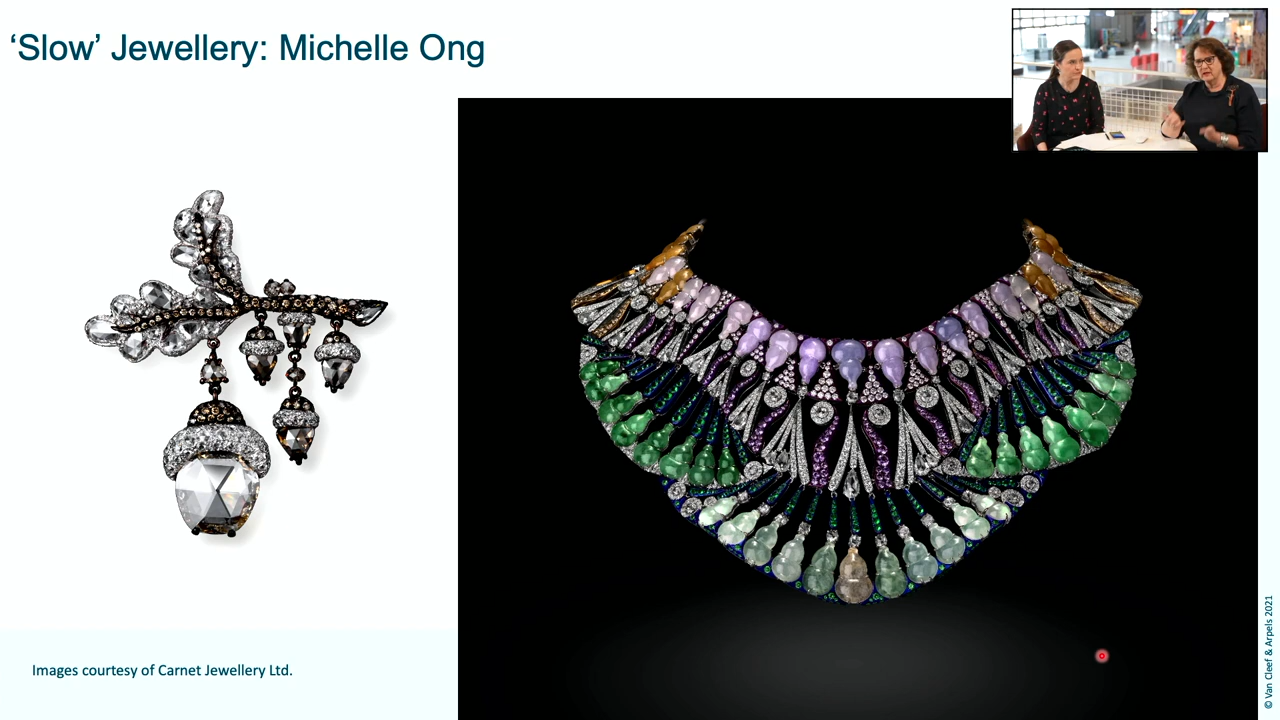 ‘Slow’ Jewellery: Michelle Ong
Images courtesy of Carnet Jewellery Ltd.
© Van Cleef & Arpels 2021